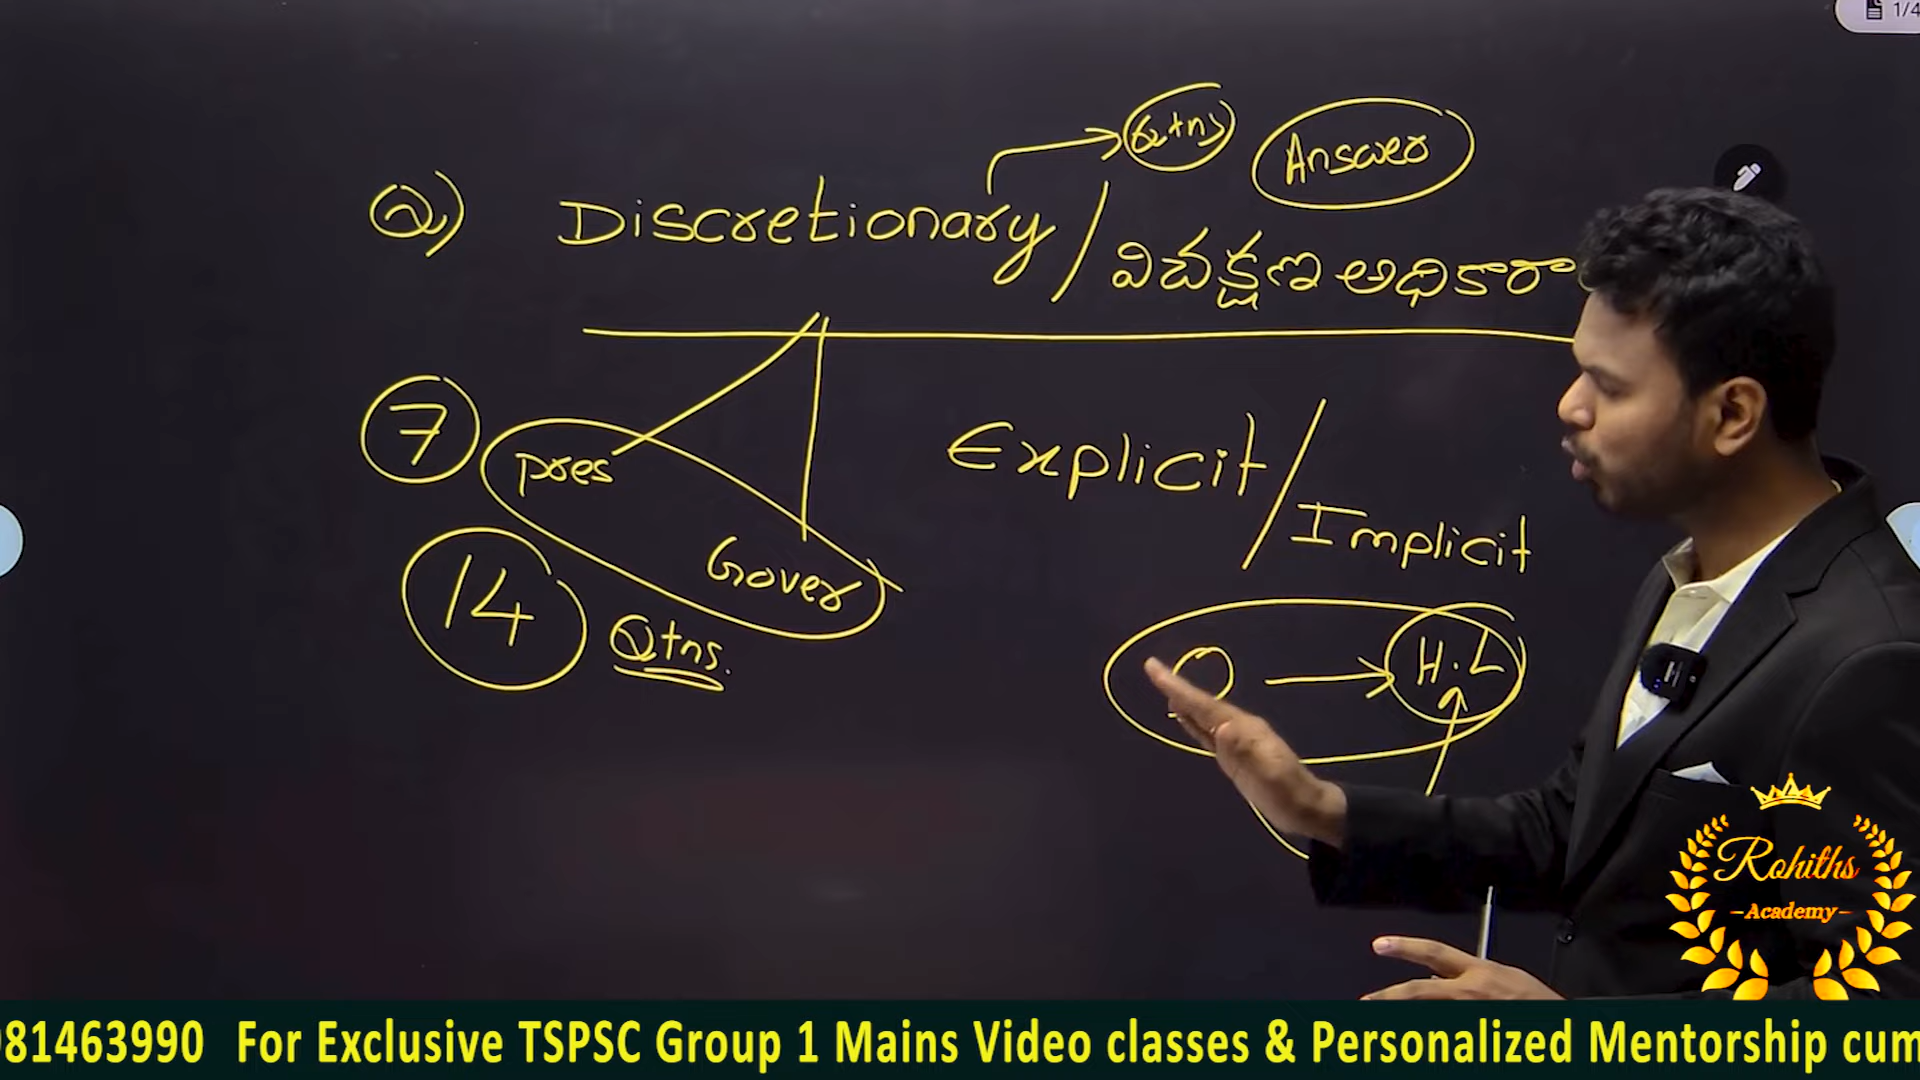 1/4
Qtns
Answer
Q) Discretionary / విచక్షణ అధికారా
7
pres
Explicit / Implicit
Gover
14 Qtns.
H.L
Rohiths
Academy
981463990 For Exclusive TSPSC Group 1 Mains Video classes & Personalized Mentorship cum